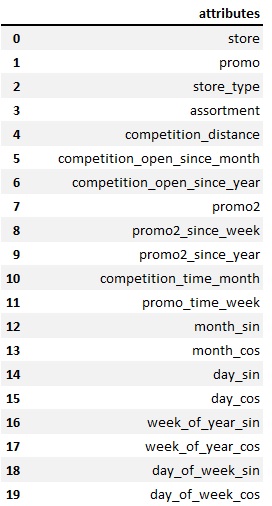 attributes
0 store
1 promo
2 store_type
3 assortment
4 competition_distance
5 competition_open_since_month
6 competition_open_since_year
7 promo2
8 promo2_since_week
9 promo2_since_year
10 competition_time_month
11 promo_time_week
12 month_sin
13 month_cos
14 day_sin
15 day_cos
16 week_of_year_sin
17 week_of_year_cos
18 day_of_week_sin
19 day_of_week_cos